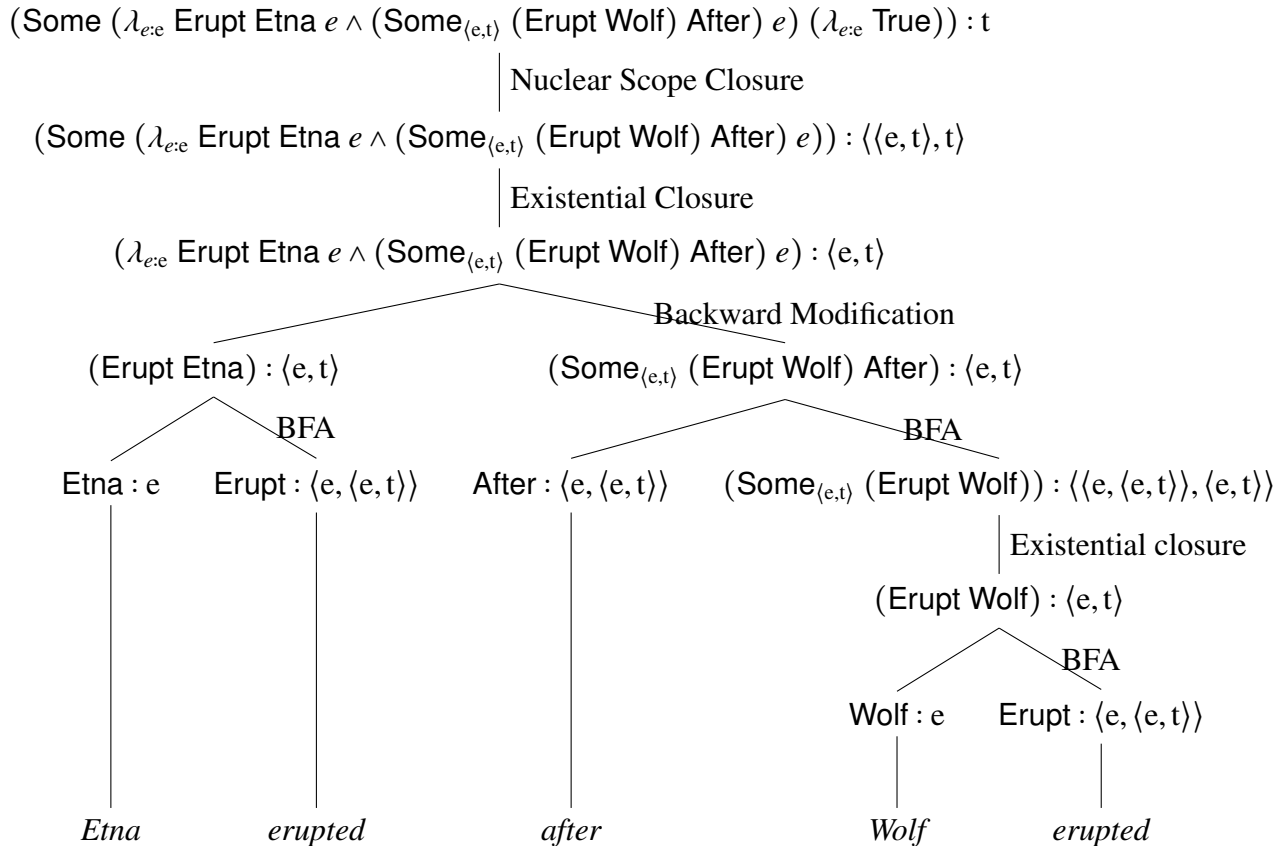 (Some (λ_{e:e} Erupt Etna e ∧ (Some_{⟨e,t⟩} (Erupt Wolf) After) e) (λ_{e:e} True)) : t
Nuclear Scope Closure
(Some (λ_{e:e} Erupt Etna e ∧ (Some_{⟨e,t⟩} (Erupt Wolf) After) e)) : ⟨⟨e, t⟩, t⟩
Existential Closure
(λ_{e:e} Erupt Etna e ∧ (Some_{⟨e,t⟩} (Erupt Wolf) After) e) : ⟨e, t⟩
Backward Modification
(Erupt Etna) : ⟨e, t⟩ (Some_{⟨e,t⟩} (Erupt Wolf) After) : ⟨e, t⟩
BFA BFA
Etna : e Erupt : ⟨e, ⟨e, t⟩⟩ After : ⟨e, ⟨e, t⟩⟩ (Some_{⟨e,t⟩} (Erupt Wolf)) : ⟨⟨e, ⟨e, t⟩⟩, ⟨e, t⟩⟩
Existential closure
(Erupt Wolf) : ⟨e, t⟩
BFA
Wolf : e Erupt : ⟨e, ⟨e, t⟩⟩
Etna erupted after Wolf erupted